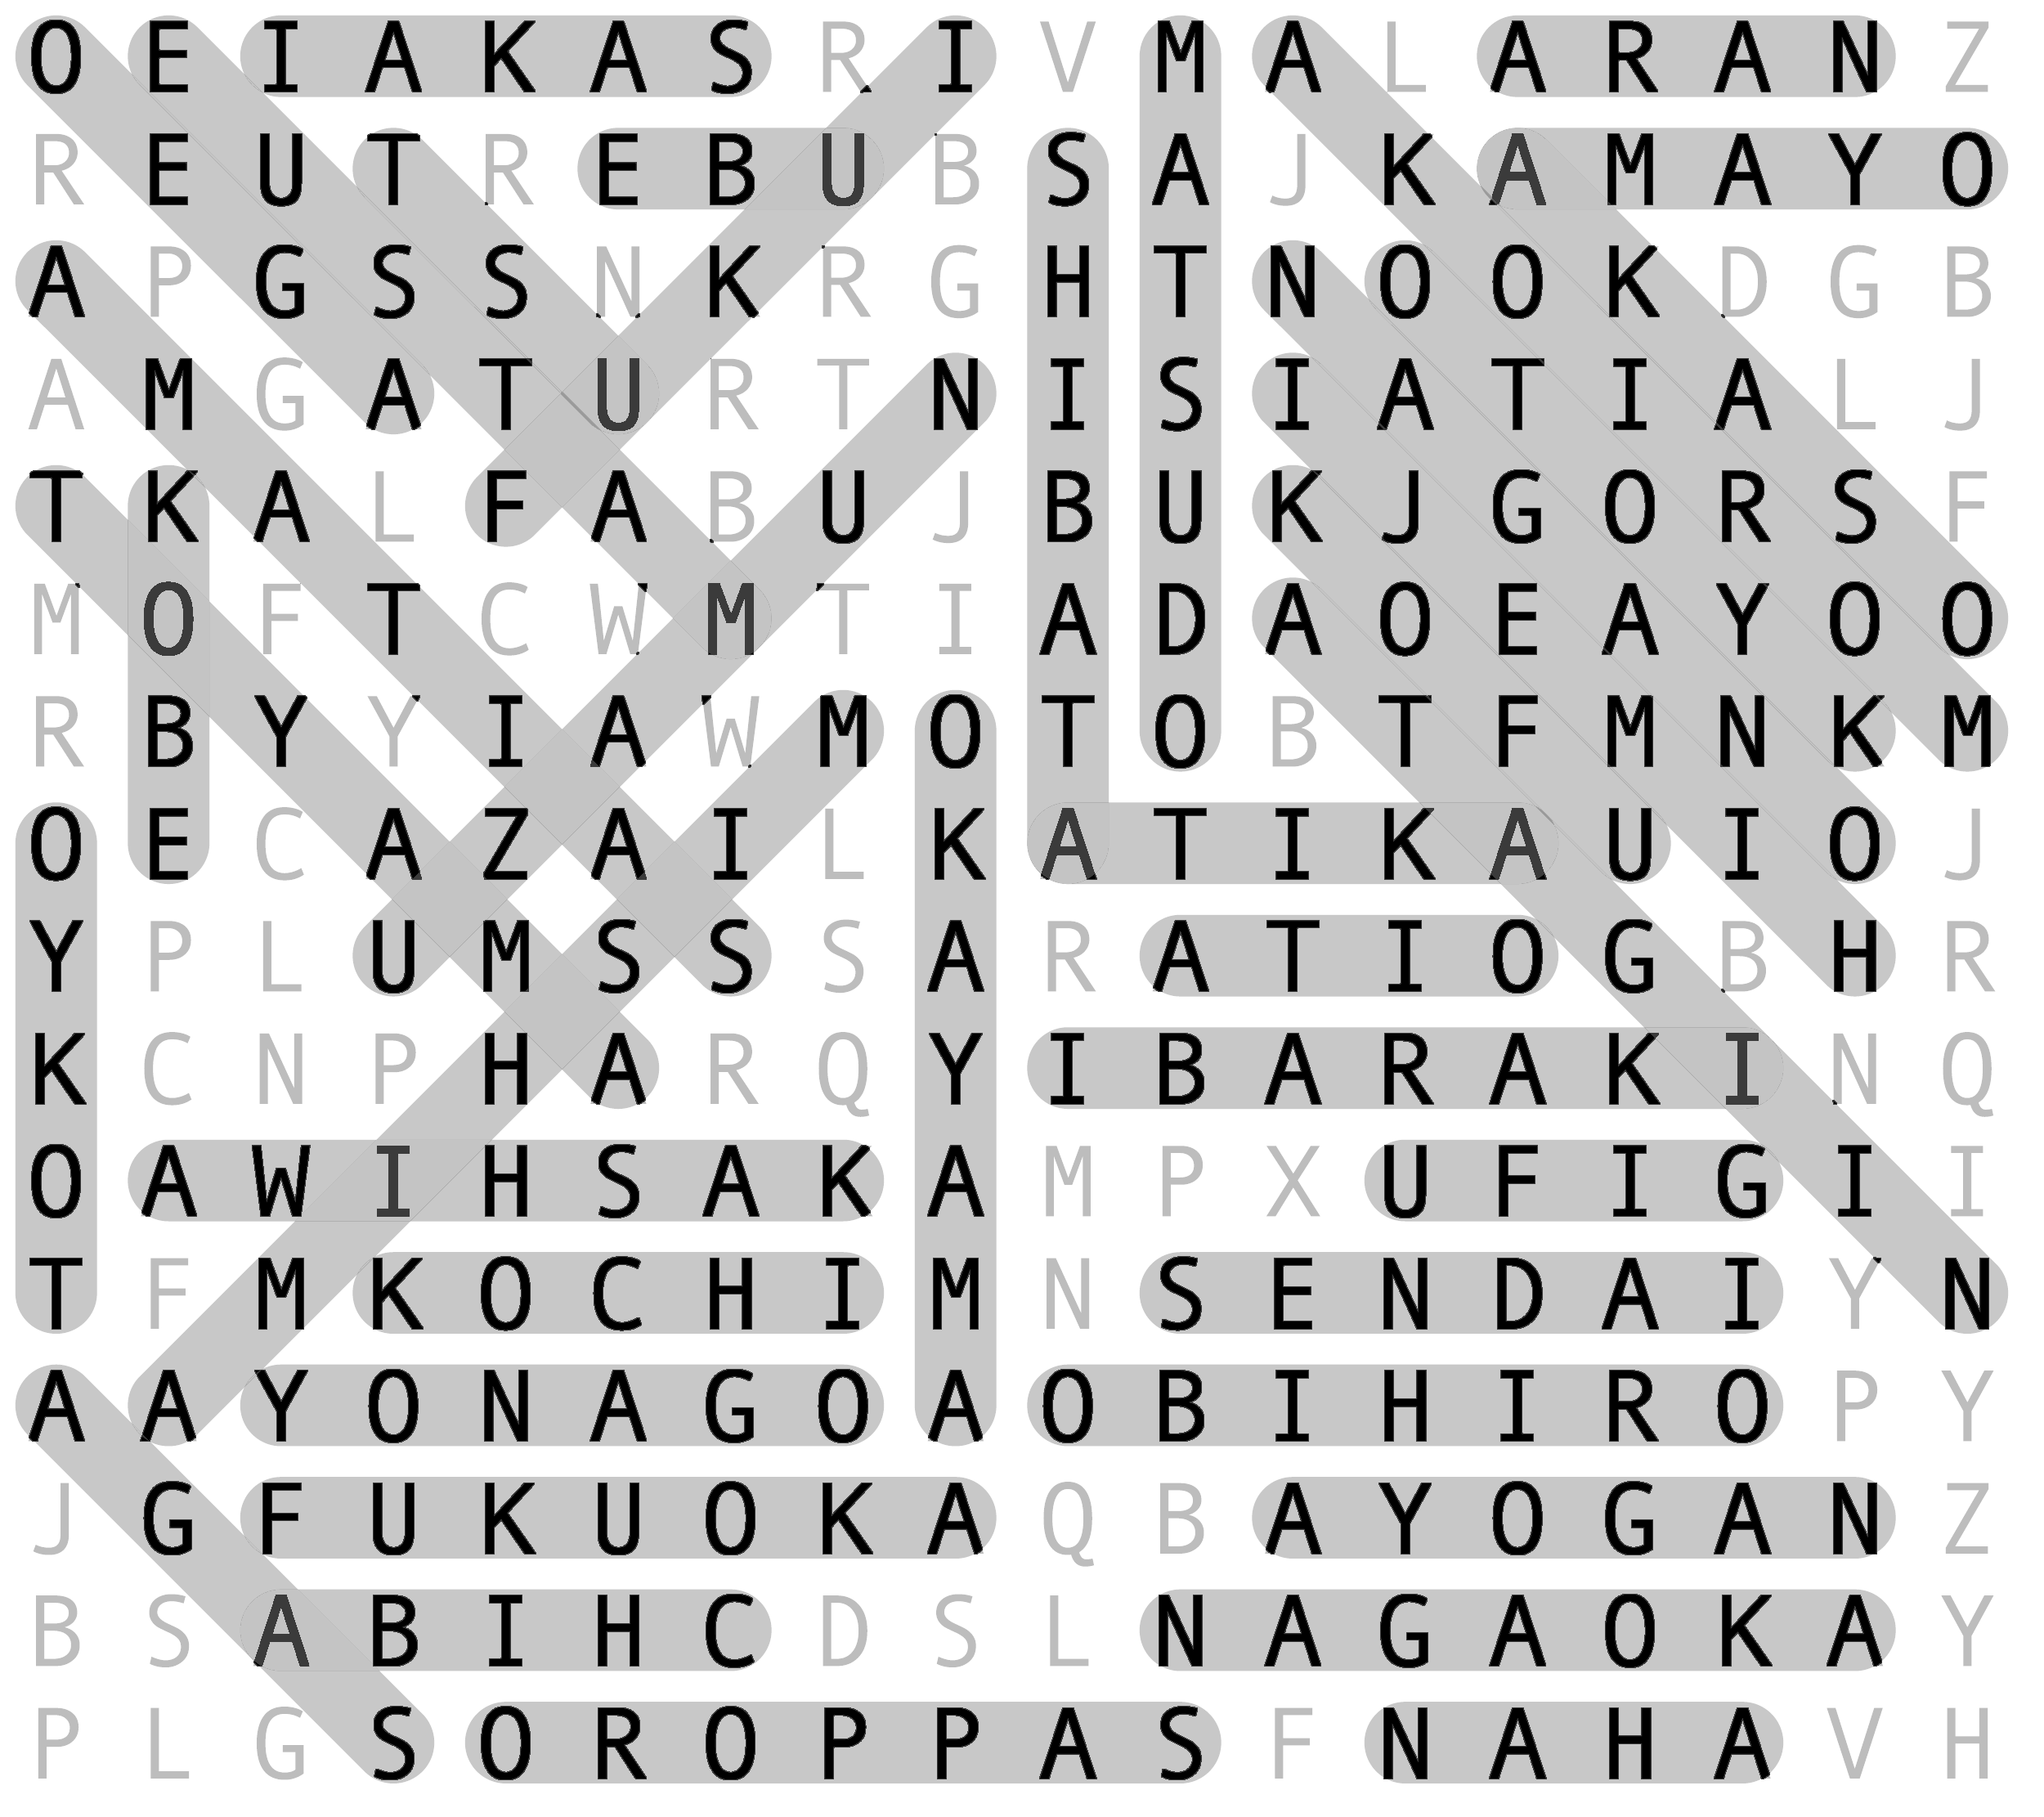 O E I A K A S R I V M A L A R A N Z
R E U T R E B U B S A J K A M A Y O
A P G S S N K R G H T N O O K D G B
A M G A T U R T N I S I A T I A L J
T K A L F A B U J B U K J G O R S F
M O F T C W M T I A D A O E A Y O O
R B Y Y I A W M O T O B T F M N K M
O E C A Z A I L K A T I K A U I O J
Y P L U M S S S A R A T I O G B H R
K C N P H A R Q Y I B A R A K I N Q
O A W I H S A K A M P X U F I G I I
T F M K O C H I M N S E N D A I Y N
A A Y O N A G O A O B I H I R O P Y
J G F U K U O K A Q B A Y O G A N Z
B S A B I H C D S L N A G A O K A Y
P L G S O R O P P A S F N A H A V H